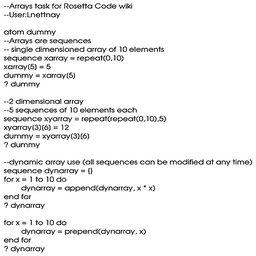 --Arrays task for Rosetta Code wiki
--User:Lnettnay

atom dummy
--Arrays are sequences
-- single dimensioned array of 10 elements
sequence xarray = repeat(0,10)
xarray[5] = 5
dummy = xarray[5]
? dummy

--2 dimensional array
--5 sequences of 10 elements each
sequence xyarray = repeat(repeat(0,10),5)
xyarray[3][6] = 12
dummy = xyarray[3][6]
? dummy

--dynamic array use (all sequences can be modified at any time)
sequence dynarray = {}
for x = 1 to 10 do
dynarray = append(dynarray, x * x)
end for
? dynarray

for x = 1 to 10 do
dynarray = prepend(dynarray, x)
end for
? dynarray